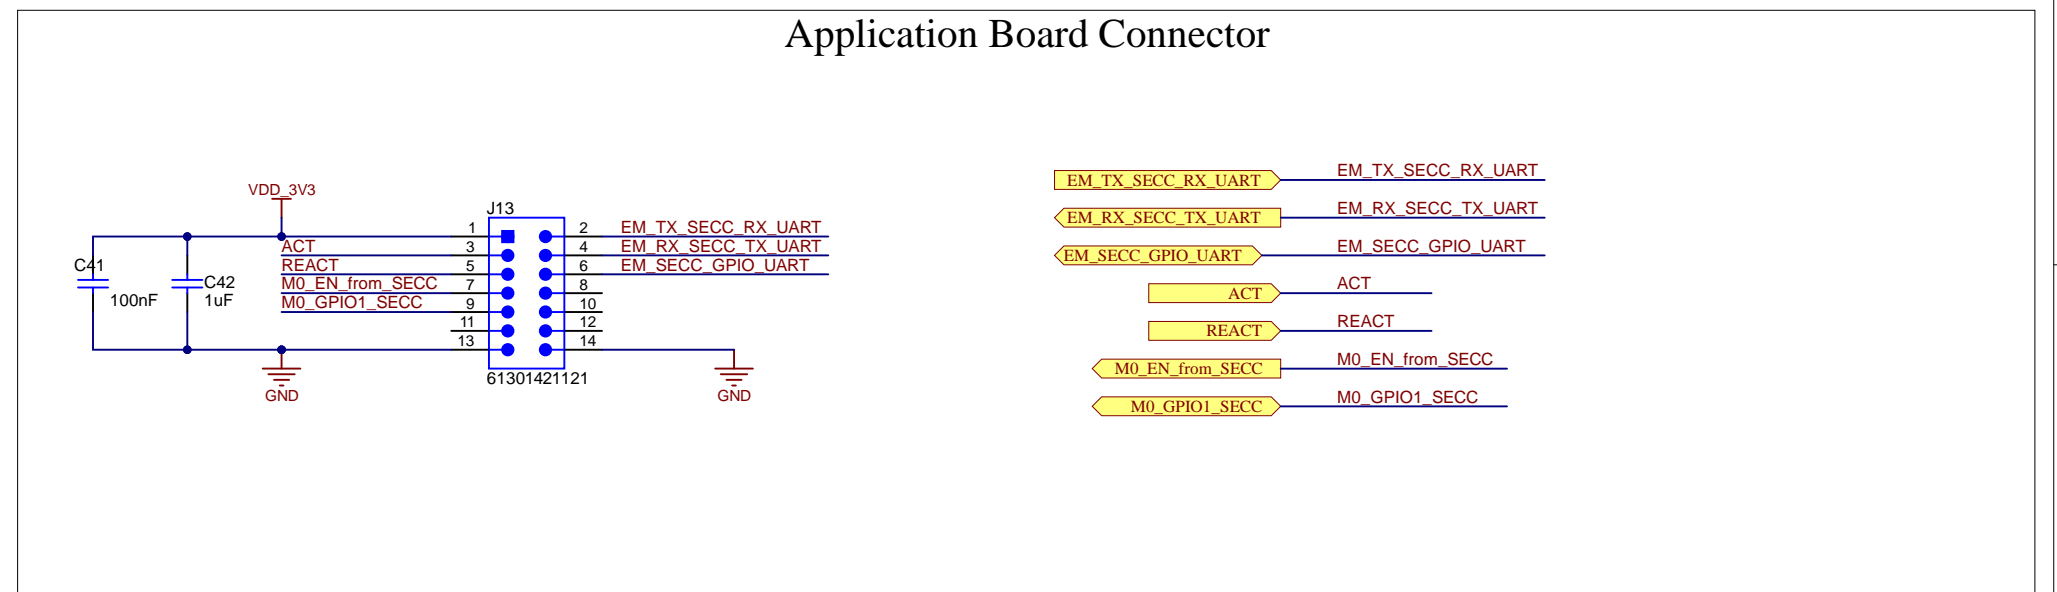 Application Board Connector
VDD_3V3
J13
1
2
EM_TX_SECC_RX_UART
ACT
3
4
EM_RX_SECC_TX_UART
C41
REACT
5
6
EM_SECC_GPIO_UART
C42
M0_EN_from_SECC
7
8
100nF
1uF
M0_GPIO1_SECC
9
10
11
12
13
14
61301421121
GND
GND
EM_TX_SECC_RX_UART
EM_TX_SECC_RX_UART
EM_RX_SECC_TX_UART
EM_RX_SECC_TX_UART
EM_SECC_GPIO_UART
EM_SECC_GPIO_UART
ACT
ACT
REACT
REACT
M0_EN_from_SECC
M0_EN_from_SECC
M0_GPIO1_SECC
M0_GPIO1_SECC